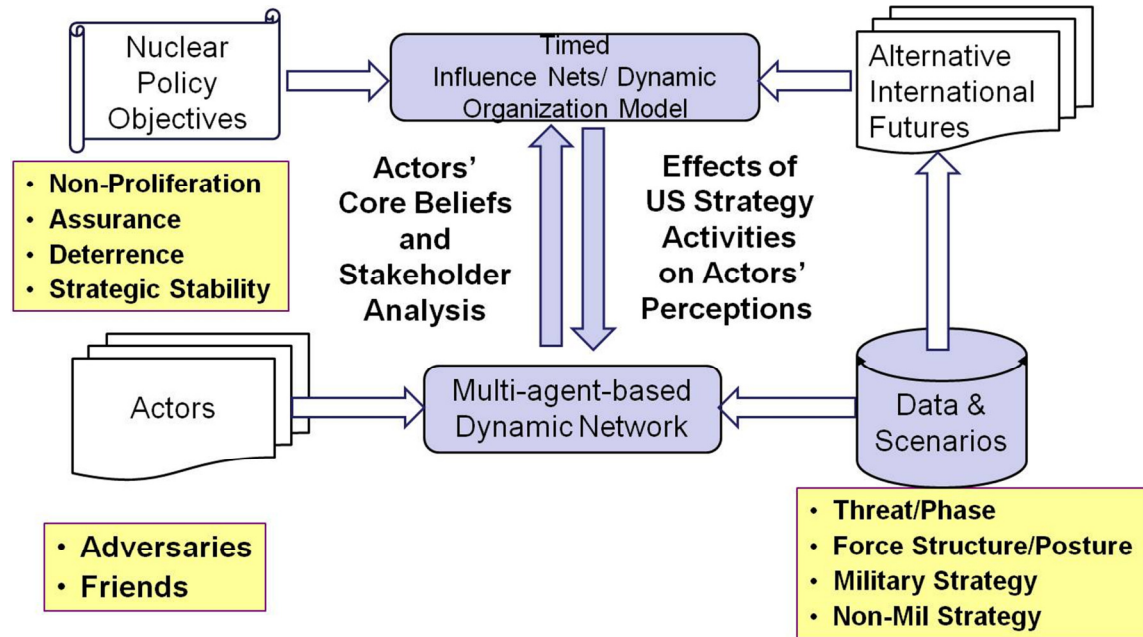 Nuclear
Policy
Objectives
Timed
Influence Nets/ Dynamic
Organization Model
Alternative
International
Futures
• Non-Proliferation
• Assurance
• Deterrence
• Strategic Stability
Actors’
Core Beliefs
and
Stakeholder
Analysis
Effects of
US Strategy
Activities
on Actors’
Perceptions
Actors
Multi-agent-based
Dynamic Network
Data &
Scenarios
• Adversaries
• Friends
• Threat/Phase
• Force Structure/Posture
• Military Strategy
• Non-Mil Strategy